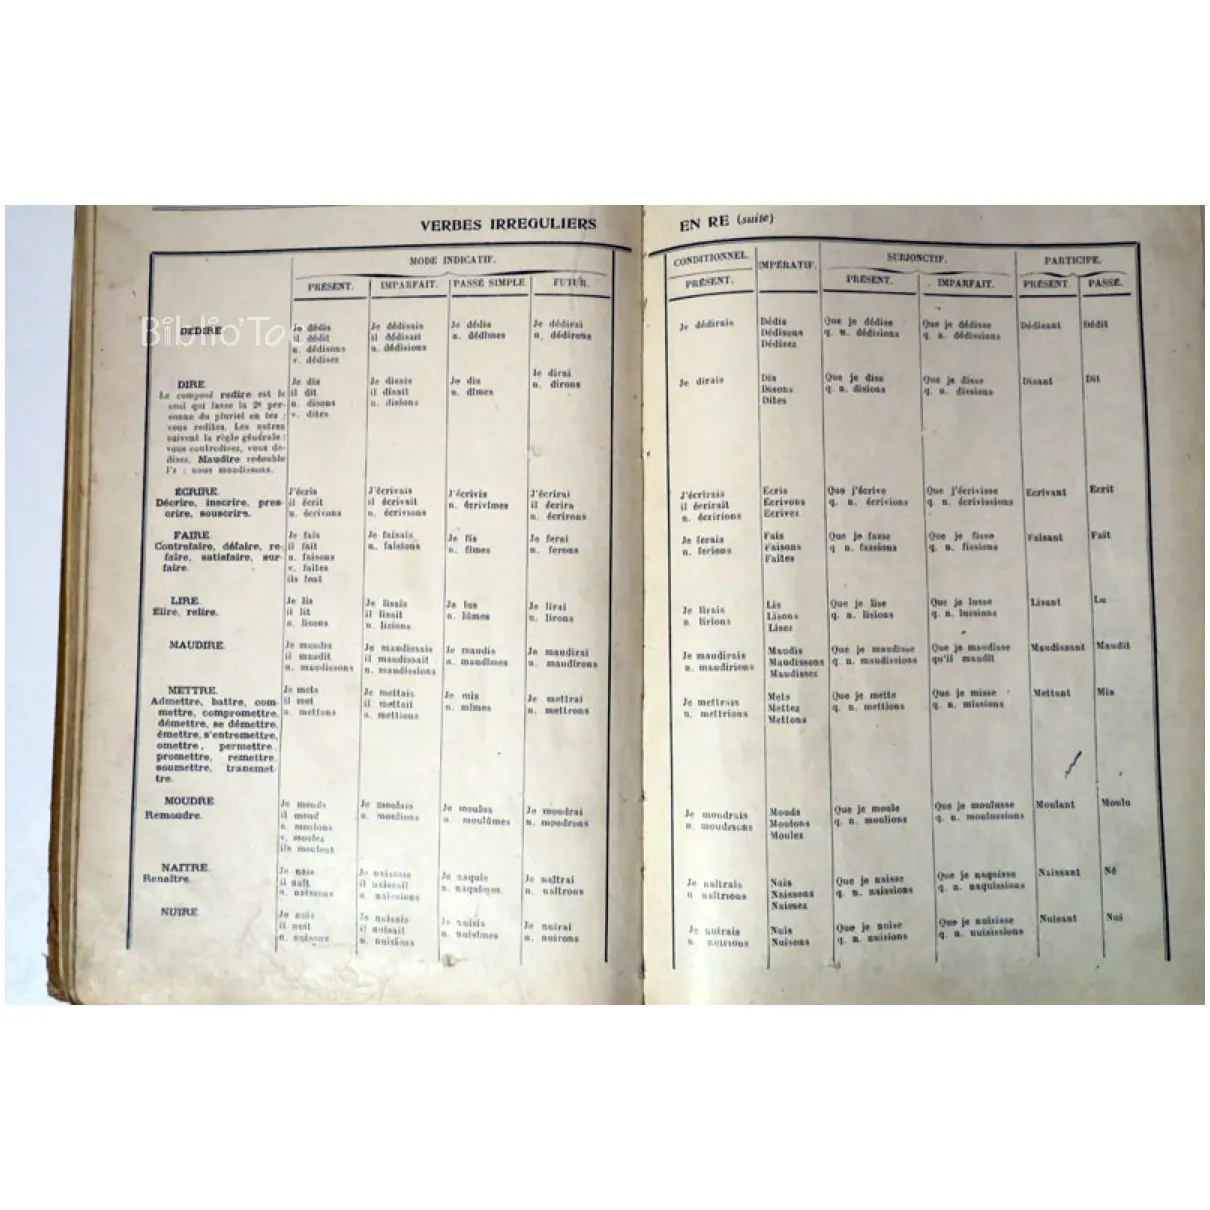 VERBES IRREGULIERS
MODE INDICATIF.
PRÉSENT. IMPARFAIT. PASSÉ SIMPLE. FUTUR.
Biblio'Toc
DÉDIRE
Je dédis
il dédit
n. dédisons
v. dédisez
Je dédisais
il dédisait
n. dédisions
Je dédis
n. dédîmes
Je dédirai
n. dédirons
DIRE.
Le composé redire est le
seul qui fasse la 2e per-
sonne du pluriel en tes :
vous redites. Les autres
suivent la règle générale :
vous contredisez, vous dé-
disez. Maudire redouble
l's : nous maudissons.
Je dis
il dit
n. disons
v. dites
Je disais
il disait
n. disions
Je dis
n. dîmes
Je dirai
n. dirons
ÉCRIRE.
Décrire, inscrire, pres-
crire, souscrire.
J'écris
il écrit
n. écrivons
J'écrivais
il écrivait
n. écrivions
J'écrivis
n. écrivîmes
J'écrirai
il écrira
n. écrirons
FAIRE.
Contrefaire, défaire, re-
faire, satisfaire, sur-
faire.
Je fais
il fait
n. faisons
v. faites
ils font
Je faisais
n. faisions
Je fis
n. fîmes
Je ferai
n. ferons
LIRE.
Élire, relire.
Je lis
il lit
n. lisons
Je lisais
il lisait
n. lisions
Je lus
n. lûmes
Je lirai
n. lirons
MAUDIRE.
Je maudis
il maudit
n. maudissons
Je maudissais
il maudissait
n. maudissions
Je maudis
n. maudîmes
Je maudirai
n. maudirons
METTRE.
Admettre, battre, com-
mettre, compromettre,
démettre, se démettre,
émettre, s'entremettre,
omettre, permettre,
promettre, remettre,
soumettre, transmet-
tre.
Je mets
il met
n. mettons
Je mettais
il mettait
n. mettions
Je mis
n. mîmes
Je mettrai
n. mettrons
MOUDRE
Remoudre.
Je mouds
il moud
n. moulons
v. moulez
ils moulent
Je moulais
n. moulions
Je moulus
n. moulûmes
Je moudrai
n. moudrons
NAITRE.
Renaître.
Je nais
il naît
n. naissons
Je naissais
il naissait
n. naissions
Je naquis
n. naquîmes
Je naîtrai
n. naîtrons
NUIRE
Je nuis
il nuit
n. nuisons
Je nuisais
il nuisait
n. nuisions
Je nuisis
n. nuisîmes
Je nuirai
n. nuirons
EN RE (suite)
CONDITIONNEL. IMPÉRATIF. SUBJONCTIF. PARTICIPE.
PRÉSENT. PRÉSENT. IMPARFAIT. PRÉSENT. PASSÉ.
Je dédirais
Dédis
Dédisons
Dédisez
Que je dédise
q. n. dédisions
Que je dédisse
q. n. dédissions
Dédisant
Dédit
Je dirais
Dis
Disons
Dites
Que je dise
q. n. disions
Que je disse
q. n. dissions
Disant
Dit
J'écrirais
il écrirait
n. écririons
Ecris
Ecrivons
Ecrivez
Que j'écrive
q. n. écrivions
Que j'écrivisse
q. n. écrivissions
Ecrivant
Ecrit
Je ferais
n. ferions
Fais
Faisons
Faites
Que je fasse
q n. fassions
Que je fisse
q. n. fissions
Faisant
Fait
Je lirais
n. lirions
Lis
Lisons
Lisez
Que je lise
q. n. lisions
Que je lusse
q. n. lussions
Lisant
Lu
Je maudirais
n. maudirions
Maudis
Maudissons
Maudissez
Que je maudisse
q. n. maudissions
Que je maudisse
qu'il maudît
Maudissant
Maudit
Je mettrais
n. mettrions
Mets
Mettez
Mettons
Que je mette
q. n. mettions
Que je misse
q. n. missions
Mettant
Mis
Je moudrais
n. moudrions
Mouds
Moulons
Moulez
Que je moule
q. n. moulions
Que je moulusse
q. n. moulussions
Moulant
Moulu
Je naîtrais
n naîtrions
Nais
Naissons
Naissez
Que je naisse
q. n. naissions
Que je naquisse
q. n. naquissions
Naissant
Né
Je nuirais
n. nuirions
Nuis
Nuisons
Que je nuise
q. n. nuisions
Que je nuisisse
q. n. nuisissions
Nuisant
Nui